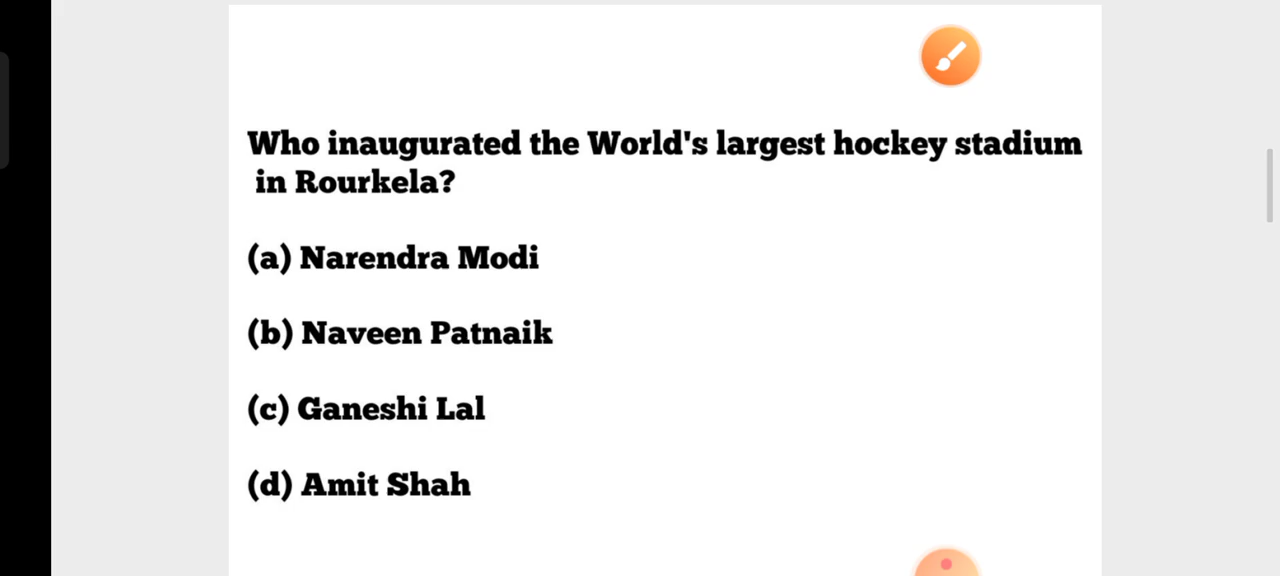 Who inaugurated the World's largest hockey stadium
in Rourkela?
(a) Narendra Modi
(b) Naveen Patnaik
(c) Ganeshi Lal
(d) Amit Shah